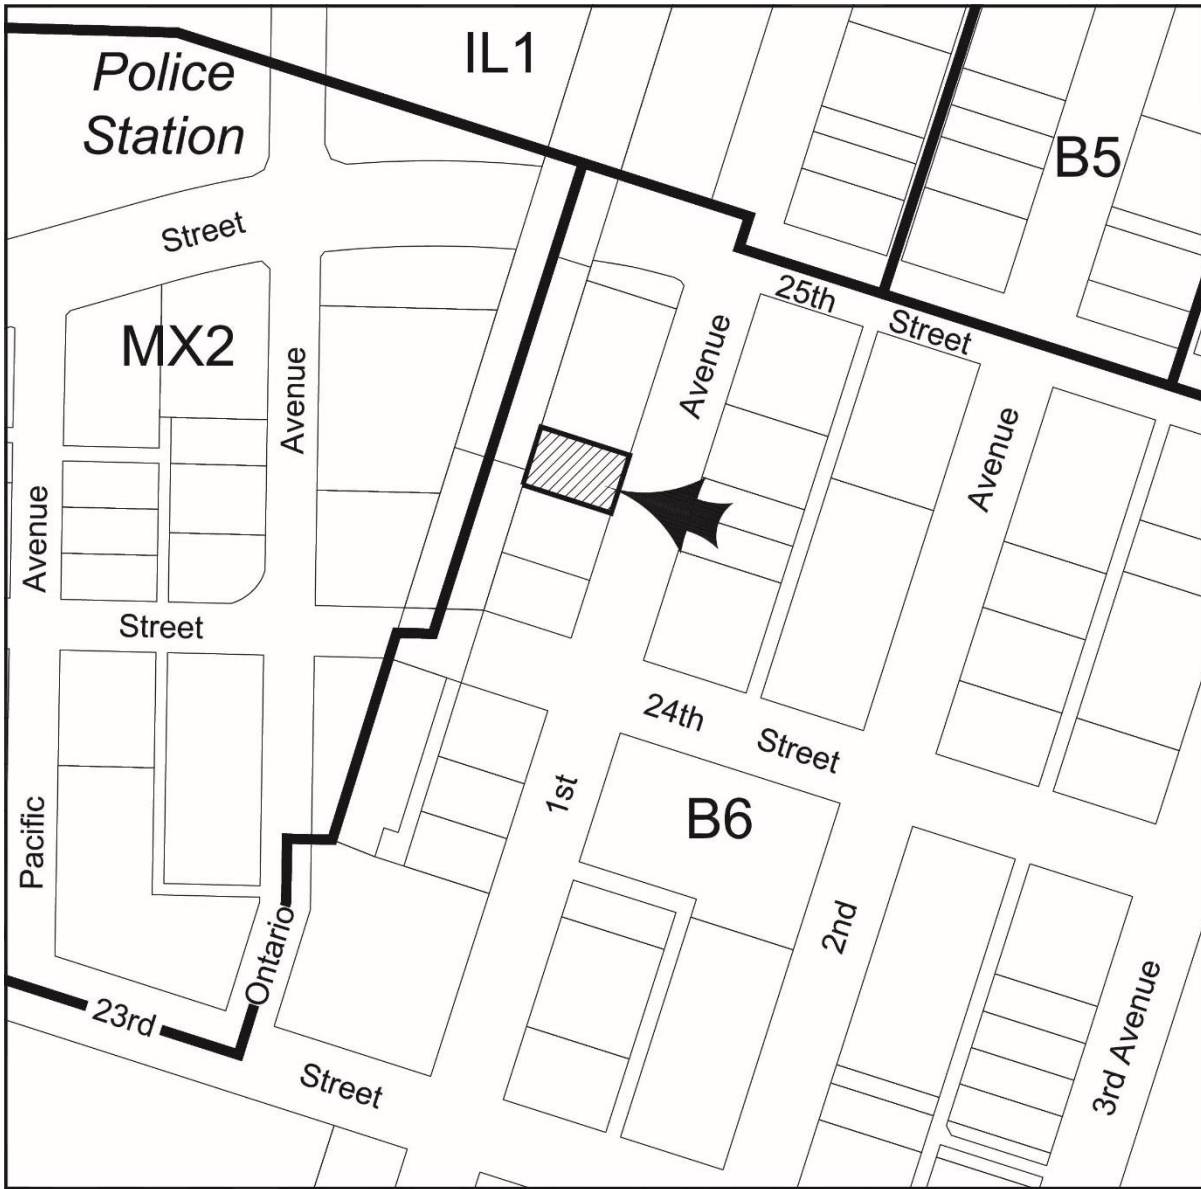 IL1
Police
Station
B5
Street
25th
Street
MX2
Avenue
Avenue
Avenue
Avenue
Street
24th
Street
1st
B6
Pacific
2nd
Ontario
23rd
3rd Avenue
Street